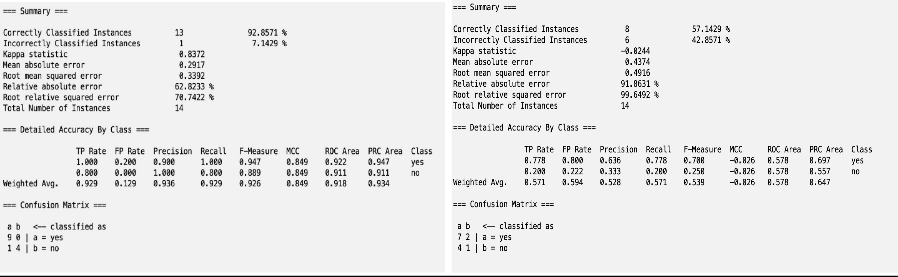 === Summary ===
Correctly Classified Instances 13 92.8571 %
Incorrectly Classified Instances 1 7.1429 %
Kappa statistic 0.8372
Mean absolute error 0.2917
Root mean squared error 0.3392
Relative absolute error 62.8233 %
Root relative squared error 70.7422 %
Total Number of Instances 14
=== Detailed Accuracy By Class ===
TP Rate FP Rate Precision Recall F-Measure MCC ROC Area PRC Area Class
1.000 0.200 0.900 1.000 0.947 0.849 0.922 0.947 yes
0.800 0.000 1.000 0.800 0.889 0.849 0.911 0.911 no
Weighted Avg. 0.929 0.129 0.936 0.929 0.926 0.849 0.918 0.934
=== Confusion Matrix ===
a b <-- classified as
9 0 | a = yes
1 4 | b = no
=== Summary ===
Correctly Classified Instances 8 57.1429 %
Incorrectly Classified Instances 6 42.8571 %
Kappa statistic -0.0244
Mean absolute error 0.4374
Root mean squared error 0.4916
Relative absolute error 91.8631 %
Root relative squared error 99.6492 %
Total Number of Instances 14
=== Detailed Accuracy By Class ===
TP Rate FP Rate Precision Recall F-Measure MCC ROC Area PRC Area Class
0.778 0.800 0.636 0.778 0.700 -0.026 0.578 0.697 yes
0.200 0.222 0.333 0.200 0.250 -0.026 0.578 0.557 no
Weighted Avg. 0.571 0.594 0.528 0.571 0.539 -0.026 0.578 0.647
=== Confusion Matrix ===
a b <-- classified as
7 2 | a = yes
4 1 | b = no